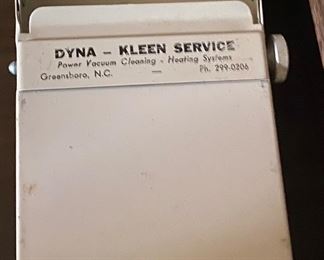 DYNA - KLEEN SERVICE
Power Vacuum Cleaning - Heating Systems
Greensboro, N.C. — Ph. 299-0206